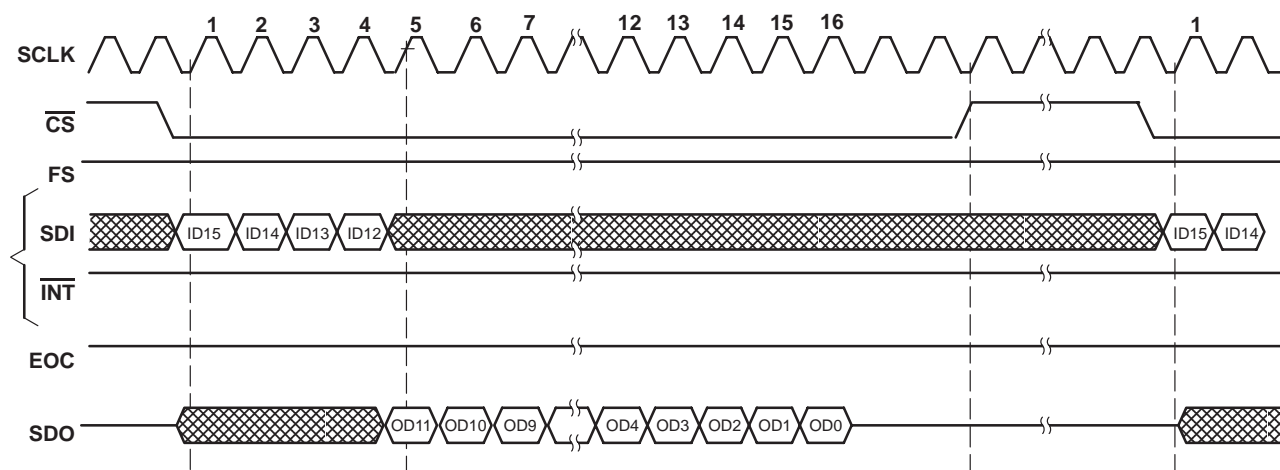 1 2 3 4 5 6 7 12 13 14 15 16 1
SCLK
CS
FS
SDI ID15 ID14 ID13 ID12 ID15 ID14
INT
EOC
SDO OD11 OD10 OD9 OD4 OD3 OD2 OD1 OD0